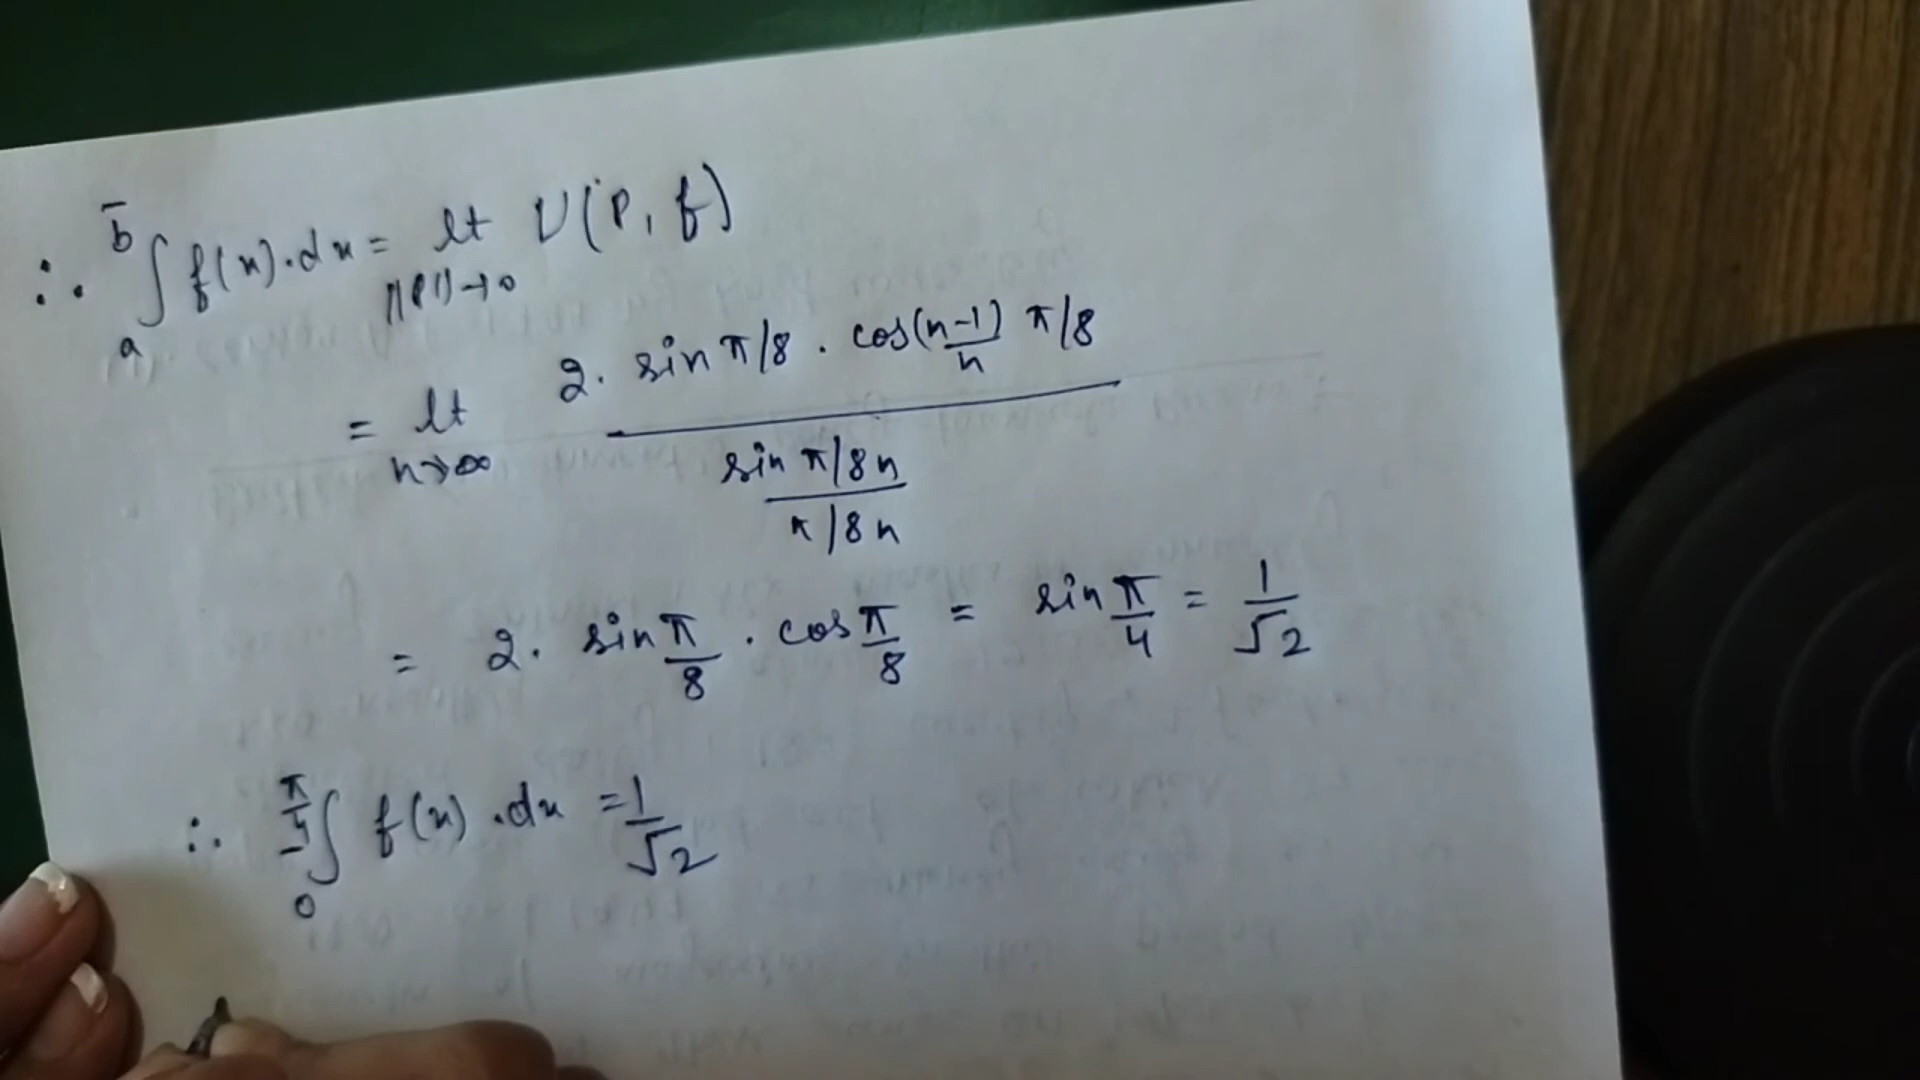 ∴ ∫ₐ^b̅ f(x).dx = lt U(P, f)
||P||→0
= lt 2. sin π/8 . cos (n-1)/n π/8
n→∞ sin π/8n
π/8n
= 2. sin π/8 . cos π/8 = sin π/4 = 1/√2
∴ ∫₀^π/4 f(x).dx = 1/√2